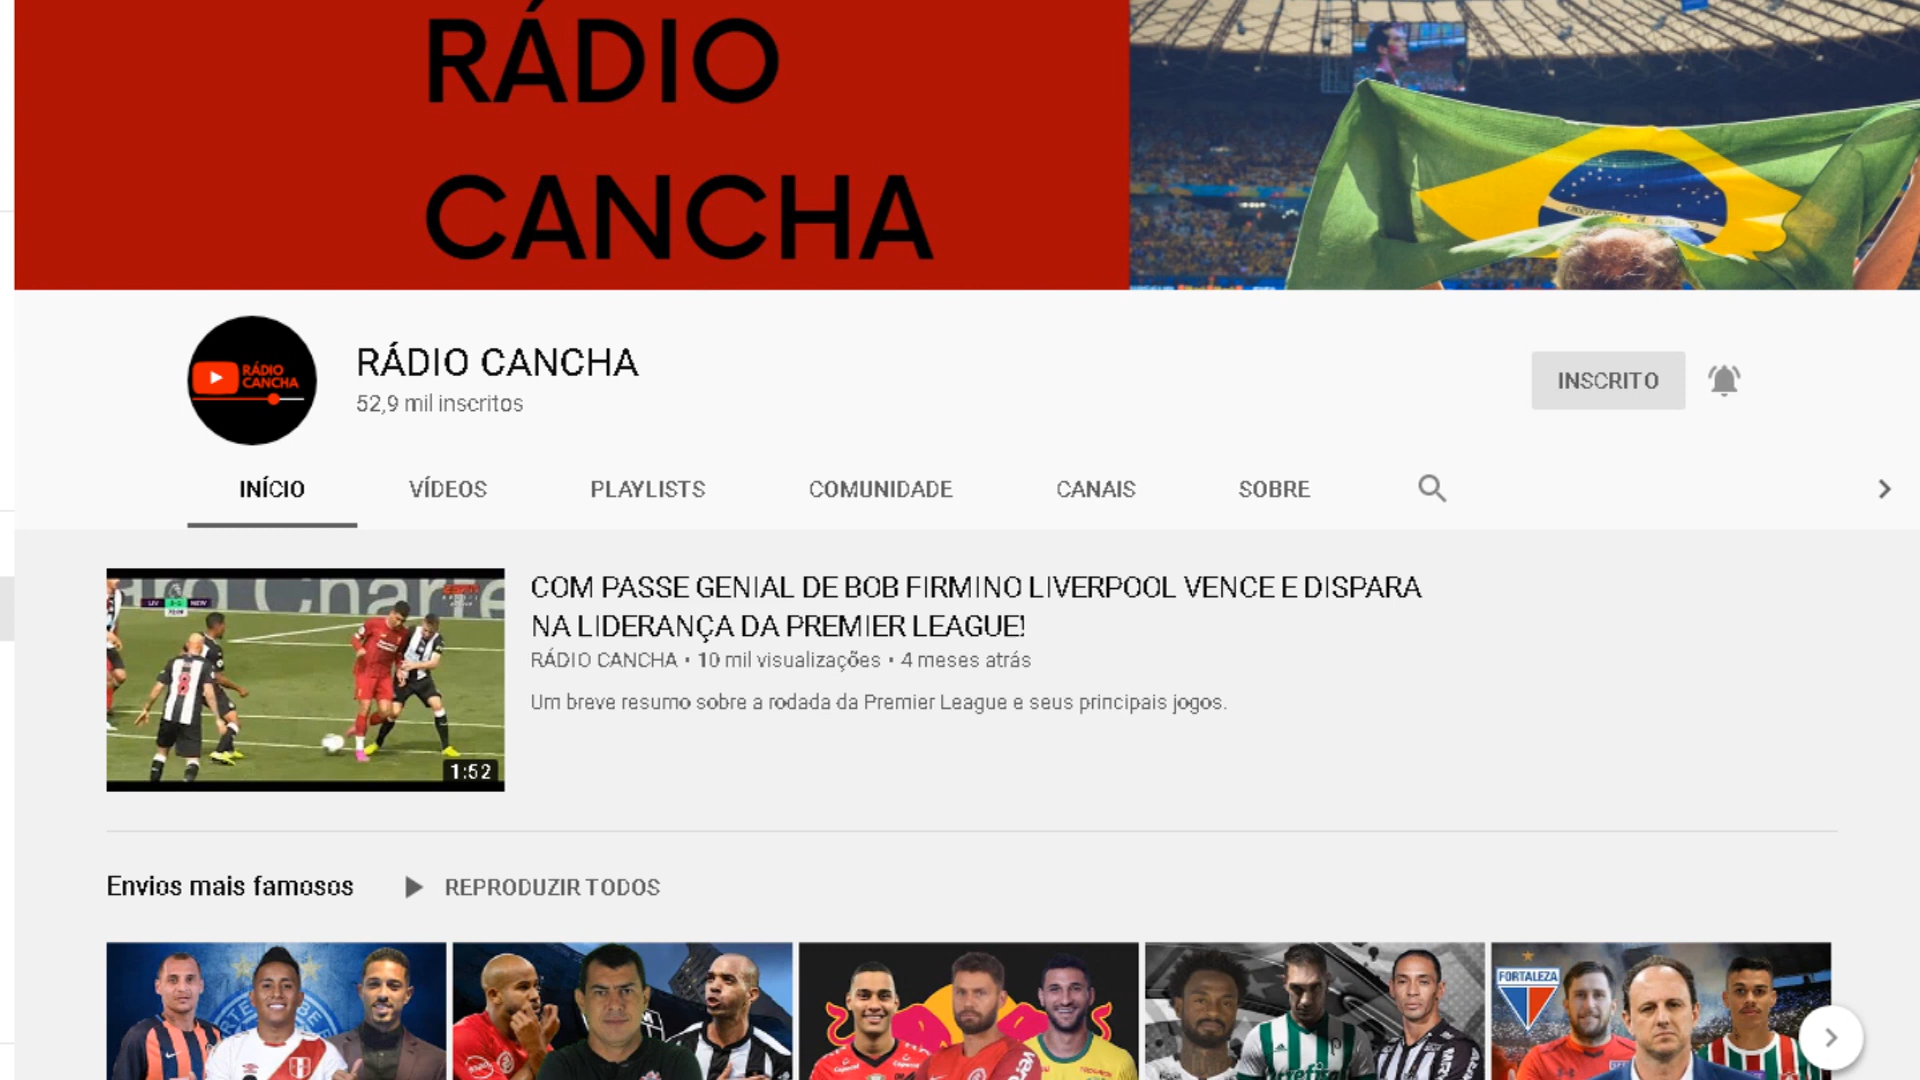 RÁDIO
CANCHA
RÁDIO
CANCHA
RÁDIO CANCHA
52,9 mil inscritos
INSCRITO
INÍCIO
VÍDEOS
PLAYLISTS
COMUNIDADE
CANAIS
SOBRE
LIV
NEW
1:52
COM PASSE GENIAL DE BOB FIRMINO LIVERPOOL VENCE E DISPARA
NA LIDERANÇA DA PREMIER LEAGUE!
RÁDIO CANCHA • 10 mil visualizações • 4 meses atrás
Um breve resumo sobre a rodada da Premier League e seus principais jogos.
Envios mais famosos
REPRODUZIR TODOS
FORTALEZA